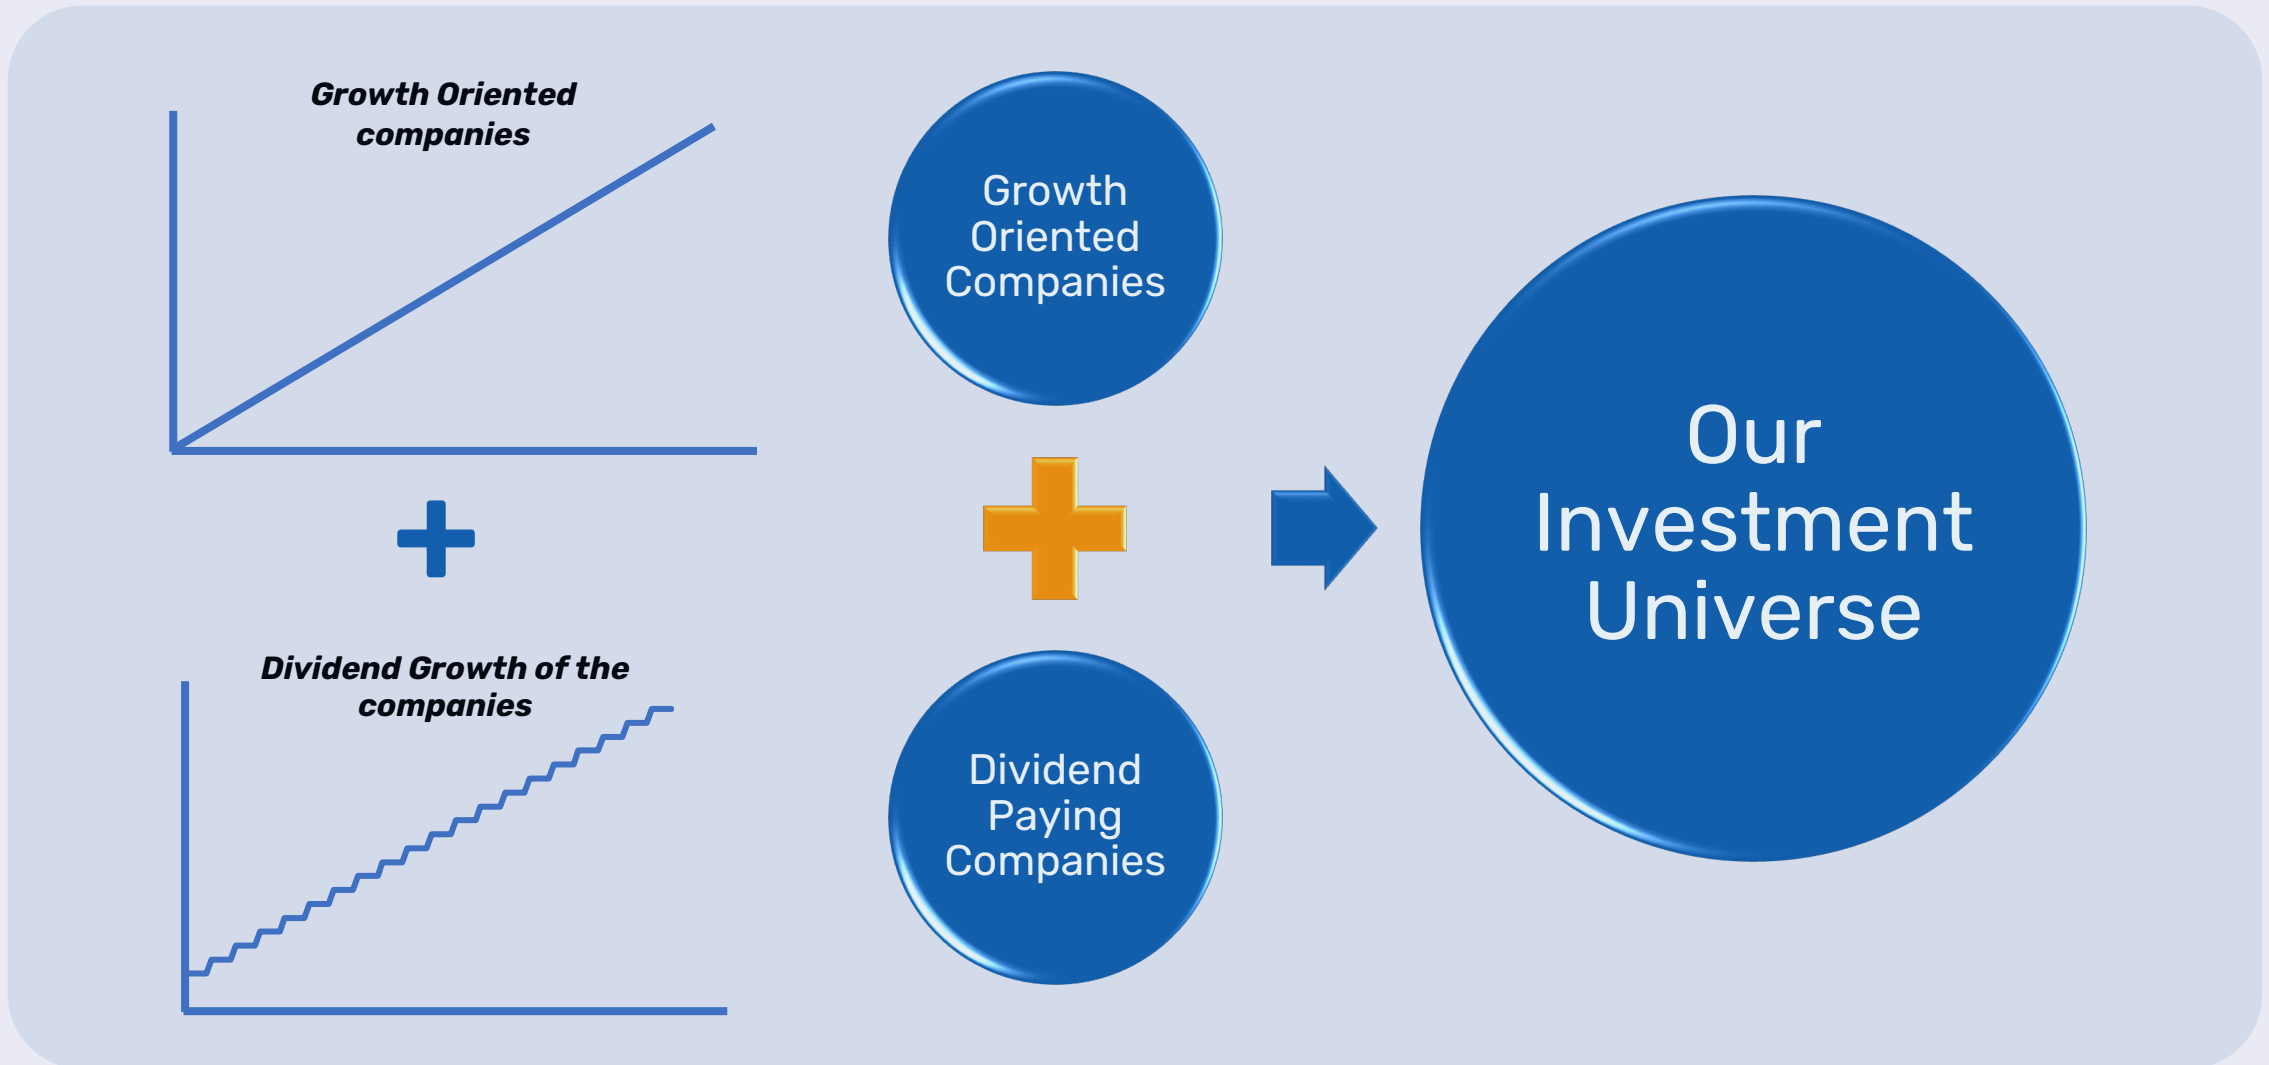 Growth Oriented
companies
Dividend Growth of the
companies
Growth
Oriented
Companies
Dividend
Paying
Companies
Our
Investment
Universe